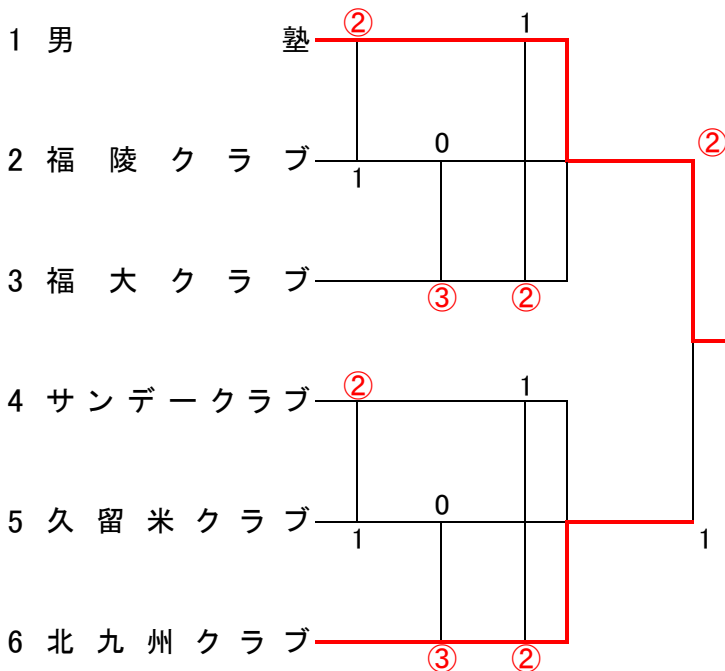 ② 1
1 男 塾
②
0
2 福 陵 ク ラ ブ
1
3 福 大 ク ラ ブ
③ ②
② 1
4 サ ン デ ー ク ラ ブ
0
5 久 留 米 ク ラ ブ
1 1
6 北 九 州 ク ラ ブ
③ ②